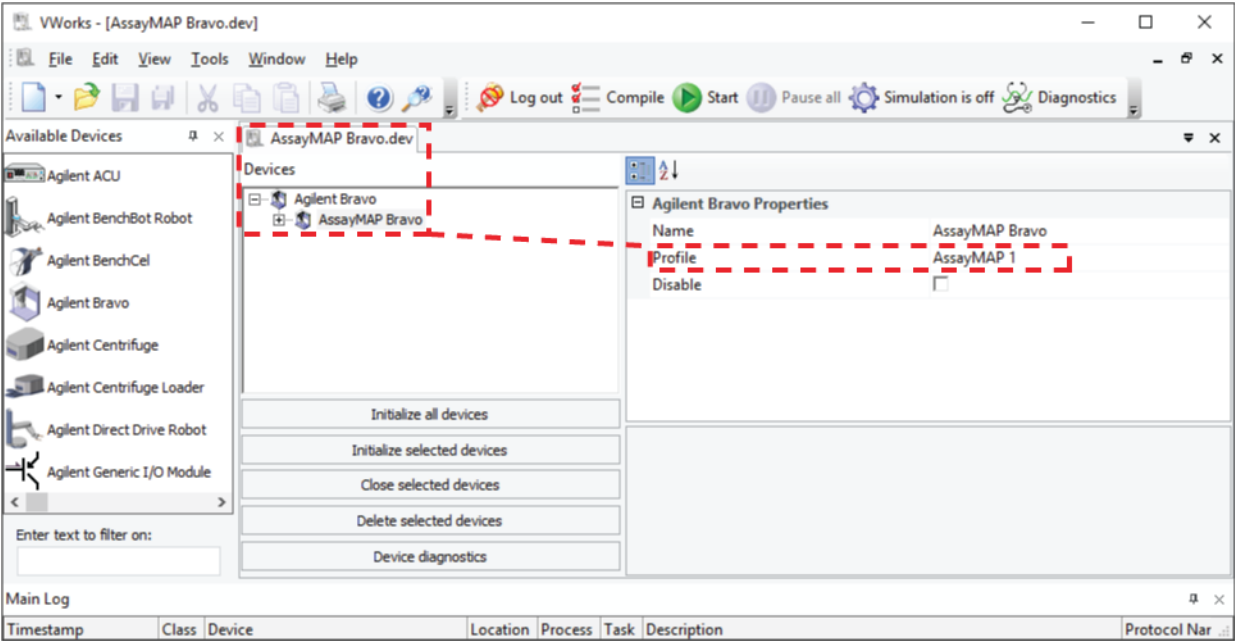 VWorks - [AssayMAP Bravo.dev]
File Edit View Tools Window Help
Log out Compile Start Pause all Simulation is off Diagnostics
Available Devices
Agilent ACU
Agilent BenchBot Robot
Agilent BenchCel
Agilent Bravo
Agilent Centrifuge
Agilent Centrifuge Loader
Agilent Direct Drive Robot
Agilent Generic I/O Module
Enter text to filter on:
AssayMAP Bravo.dev
Devices
Agilent Bravo
AssayMAP Bravo
Initialize all devices
Initialize selected devices
Close selected devices
Delete selected devices
Device diagnostics
Agilent Bravo Properties
Name AssayMAP Bravo
Profile AssayMAP 1
Disable
Main Log
Timestamp Class Device Location Process Task Description Protocol Nar